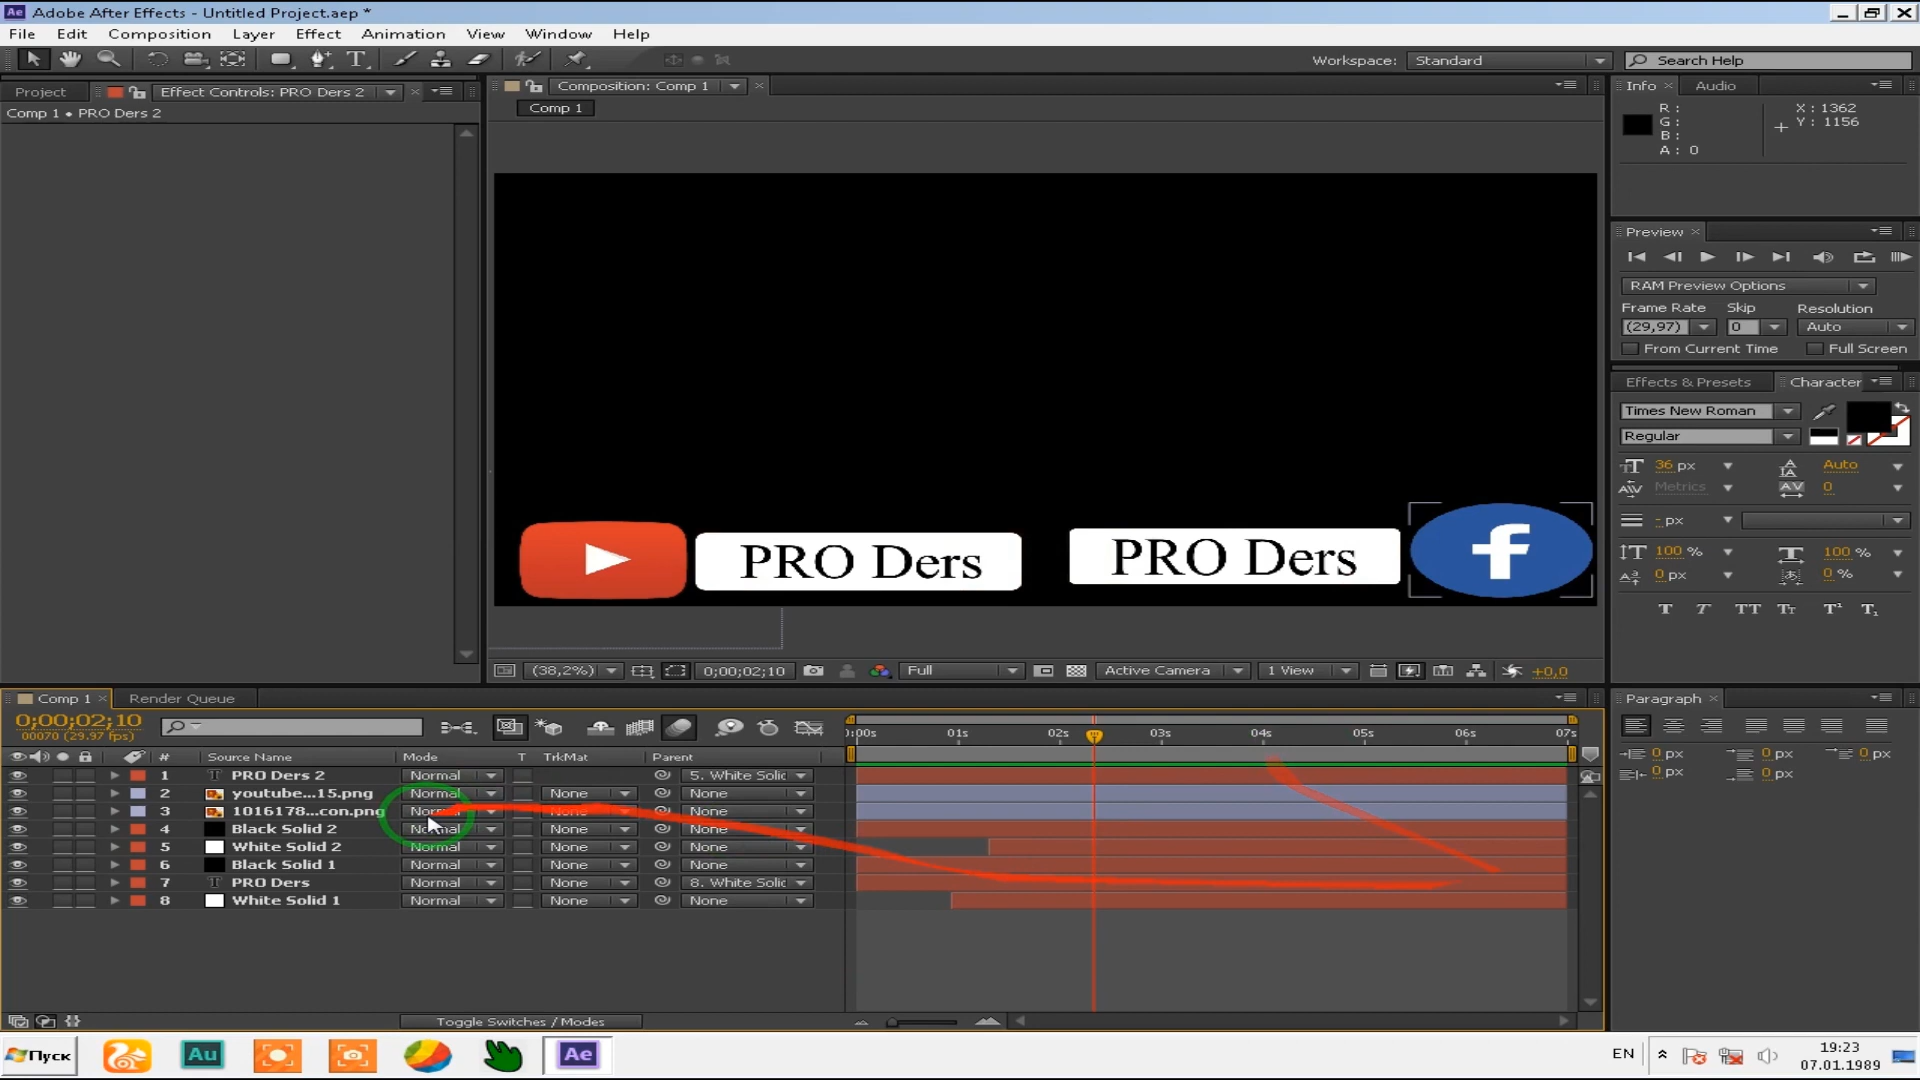 Adobe After Effects - Untitled Project.aep *
File Edit Composition Layer Effect Animation View Window Help
Workspace: Standard Search Help
Project Effect Controls: PRO Ders 2 Composition: Comp 1 Info Audio
Comp 1 • PRO Ders 2
Comp 1
R :
G :
B :
A : 0
X : 1362
Y : 1156
Preview
RAM Preview Options
Frame Rate Skip Resolution
(29,97) 0 Auto
From Current Time Full Screen
Effects & Presets Character
Times New Roman
Regular
36 px Auto
Metrics 0
- px
100 % 100 %
0 px 0 %
T T TT Tt T¹ T₁
PRO Ders PRO Ders f
(38,2%) 0;00;02;10 Full Active Camera 1 View +0,0
Comp 1 Render Queue
0;00;02;10
00070 (29.97 fps)
):00s 01s 02s 03s 04s 05s 06s 07s
# Source Name Mode T TrkMat Parent
1 T PRO Ders 2 Normal 5. White Solid
2 youtube...15.png Normal None None
3 1016178...con.png Normal None None
4 Black Solid 2 Normal None None
5 White Solid 2 Normal None None
6 Black Solid 1 Normal None None
7 T PRO Ders Normal None 8. White Solid
8 White Solid 1 Normal None None
Toggle Switches / Modes
Paragraph
0 px 0 px 0 px
0 px 0 px
Пуск Au Ae EN
19:23
07.01.1989